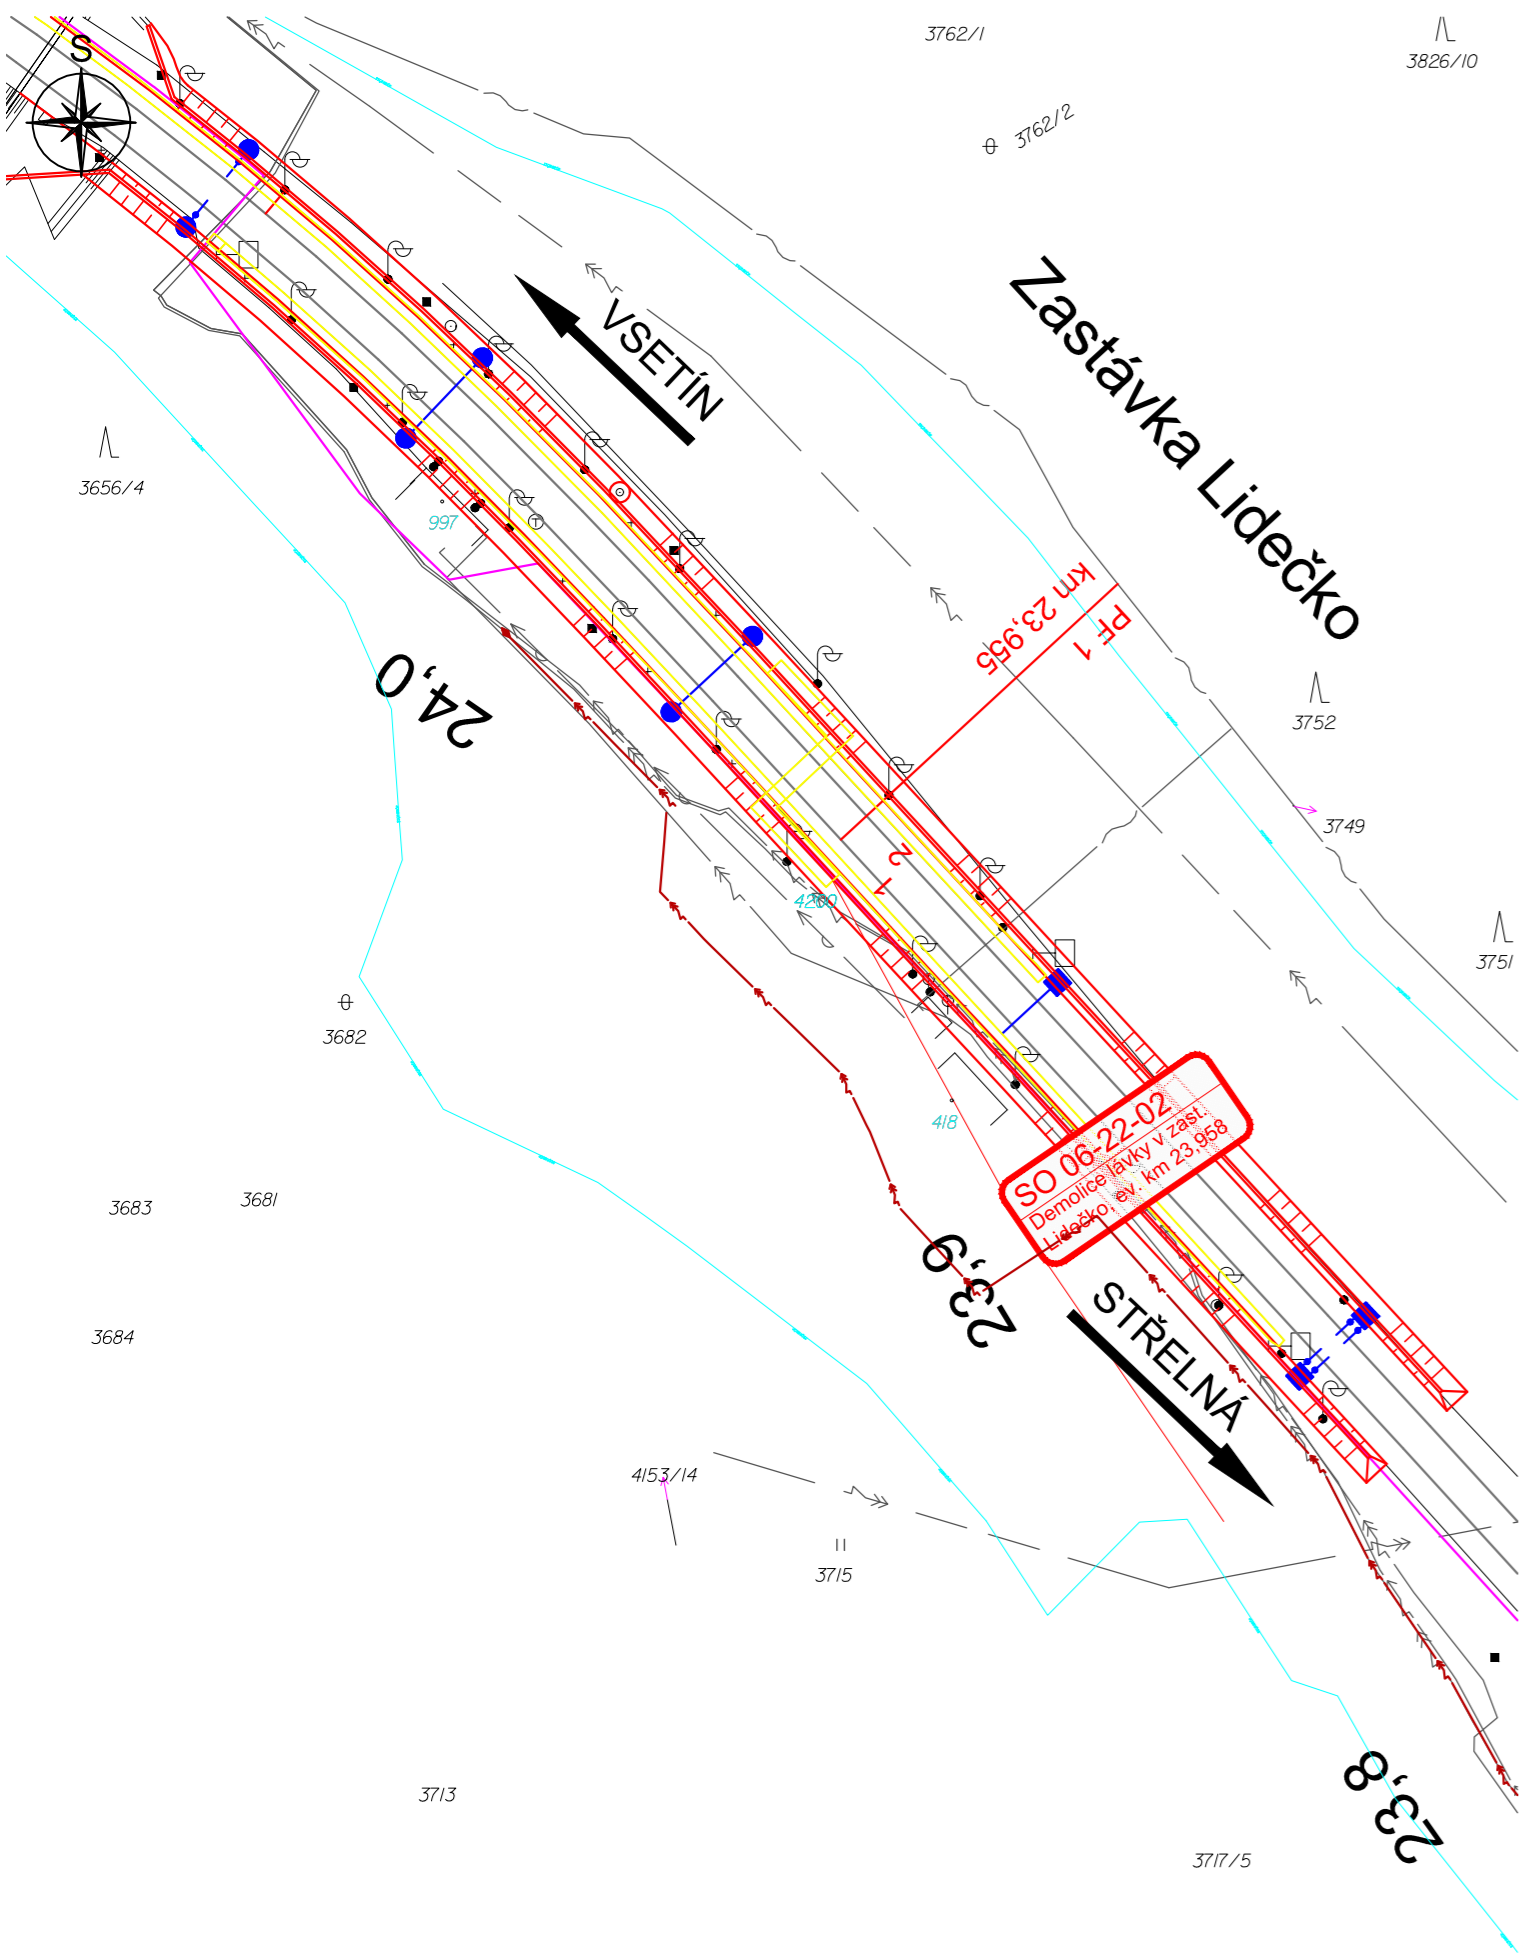 3762/1
3826/10
S
3762/2
Zastávka Lidečko
VSETÍN
3656/4
997
km 23,955
PF 1
24,0
3752
3749
2
1
4200
3751
3682
418
SO 06-22-02
Demolice lávky v zast.
Lidečko, ev. km 23,958
3683
3681
23,9
3684
STŘELNÁ
4153/14
3715
3713
23,8
3717/5